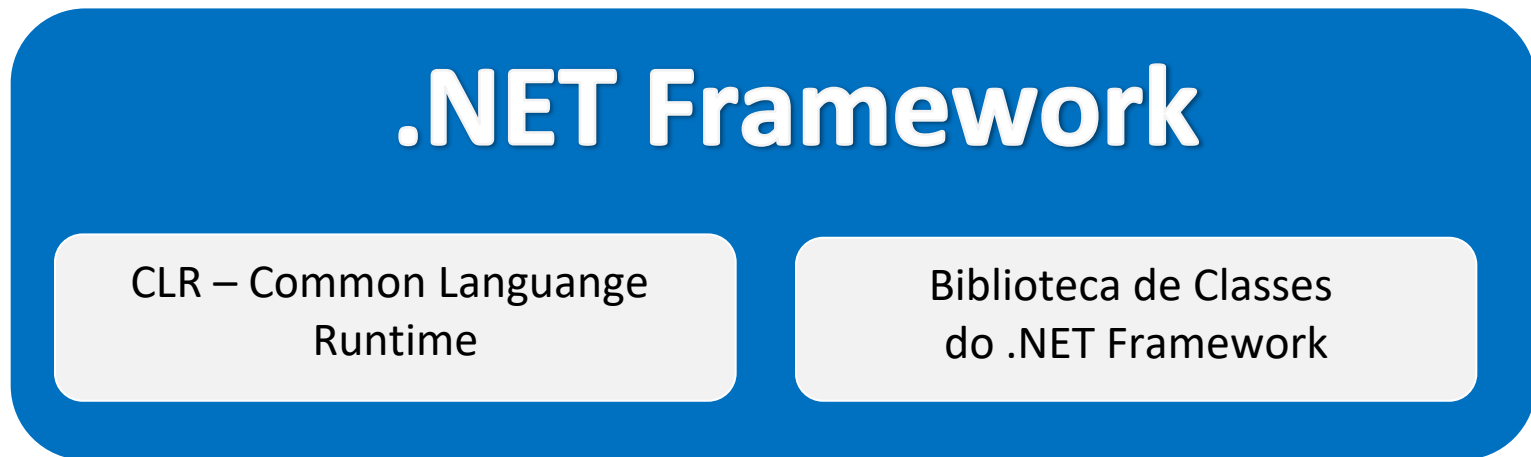 .NET Framework
CLR – Common Languange
Runtime
Biblioteca de Classes
do .NET Framework